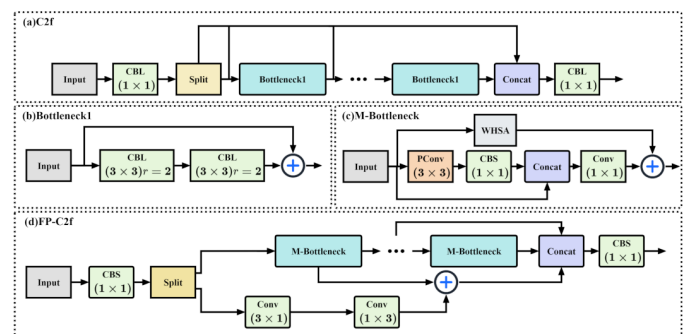 (a)C2f
Input
CBL
(1 × 1)
Split
Bottleneck1
Bottleneck1
Concat
CBL
(1 × 1)
(b)Bottleneck1
Input
CBL
(3 × 3)r = 2
CBL
(3 × 3)r = 2
(c)M-Bottleneck
WHSA
Input
PConv
(3 × 3)
CBS
(1 × 1)
Concat
Conv
(1 × 1)
(d)FP-C2f
Input
CBS
(1 × 1)
Split
M-Bottleneck
M-Bottleneck
Concat
CBS
(1 × 1)
Conv
(3 × 1)
Conv
(1 × 3)